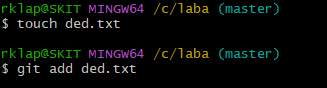 rklap@SKIT MINGW64 /c/laba (master)
$ touch ded.txt
rklap@SKIT MINGW64 /c/laba (master)
$ git add ded.txt